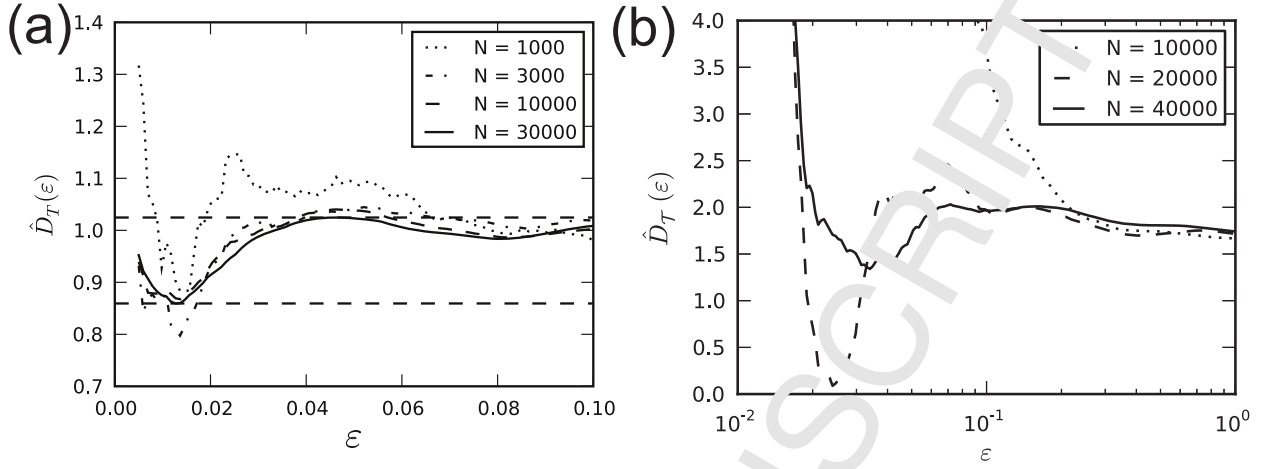 (a)
1.4
1.3
1.2
1.1
1.0
0.9
0.8
0.7
D̂_T(ε)
0.00 0.02 0.04 0.06 0.08 0.10
ε
N = 1000
N = 3000
N = 10000
N = 30000
(b)
4.0
3.5
3.0
2.5
2.0
1.5
1.0
0.5
0.0
D̂_𝒯(ε)
10⁻² 10⁻¹ 10⁰
ε
N = 10000
N = 20000
N = 40000
NUSCRIPT